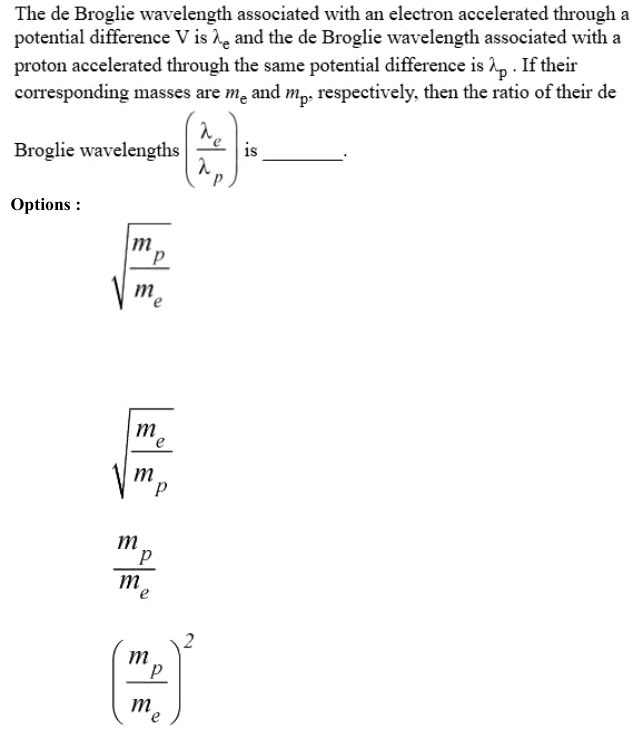 The de Broglie wavelength associated with an electron accelerated through a
potential difference V is λₑ and the de Broglie wavelength associated with a
proton accelerated through the same potential difference is λₚ . If their
corresponding masses are mₑ and mₚ, respectively, then the ratio of their de
Broglie wavelengths (λₑ/λₚ) is ________.
Options :
√(mₚ/mₑ)
√(mₑ/mₚ)
mₚ/mₑ
(mₚ/mₑ)²